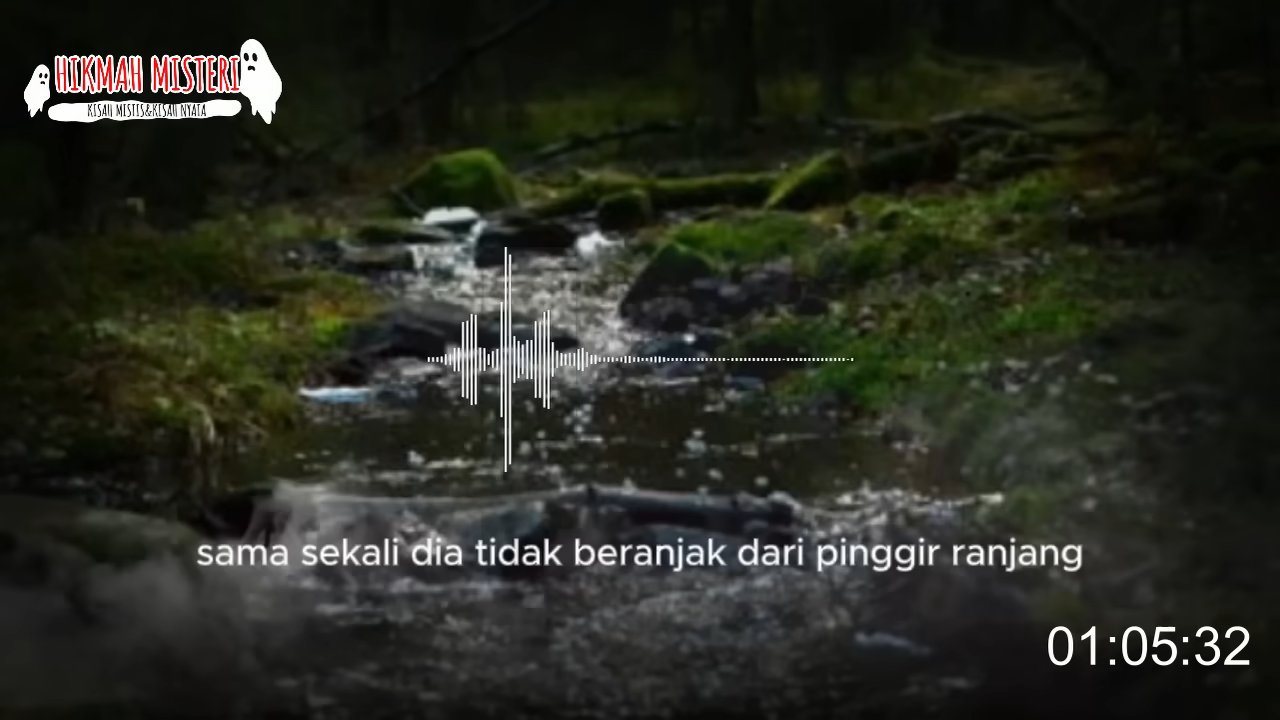 HIKMAH MISTERI
KISAH MISTIS&KISAH NYATA
sama sekali dia tidak beranjak dari pinggir ranjang
01:05:32